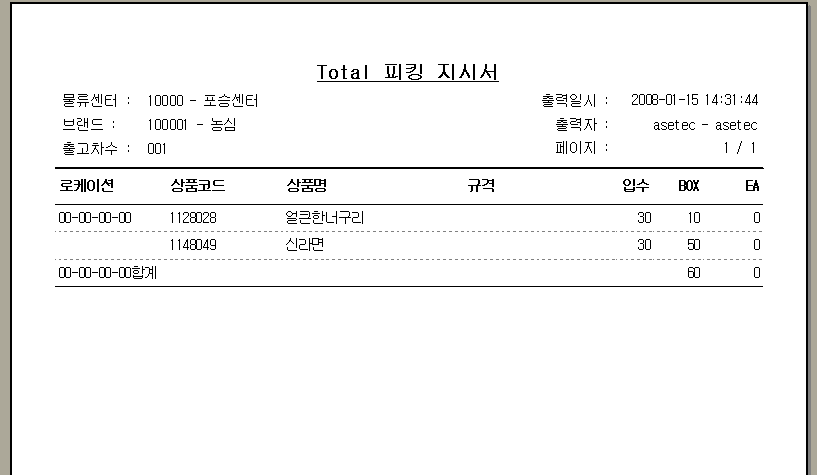 Total 피킹 지시서
물류센터 : 10000 - 포승센터 출력일시 : 2008-01-15 14:31:44
브랜드 : 100001 - 농심 출력자 : asetec - asetec
출고차수 : 001 페이지 : 1 / 1
로케이션 상품코드 상품명 규격 입수 BOX EA
00-00-00-00 1128028 얼큰한너구리 30 10 0
1148049 신라면 30 50 0
00-00-00-00합계 60 0